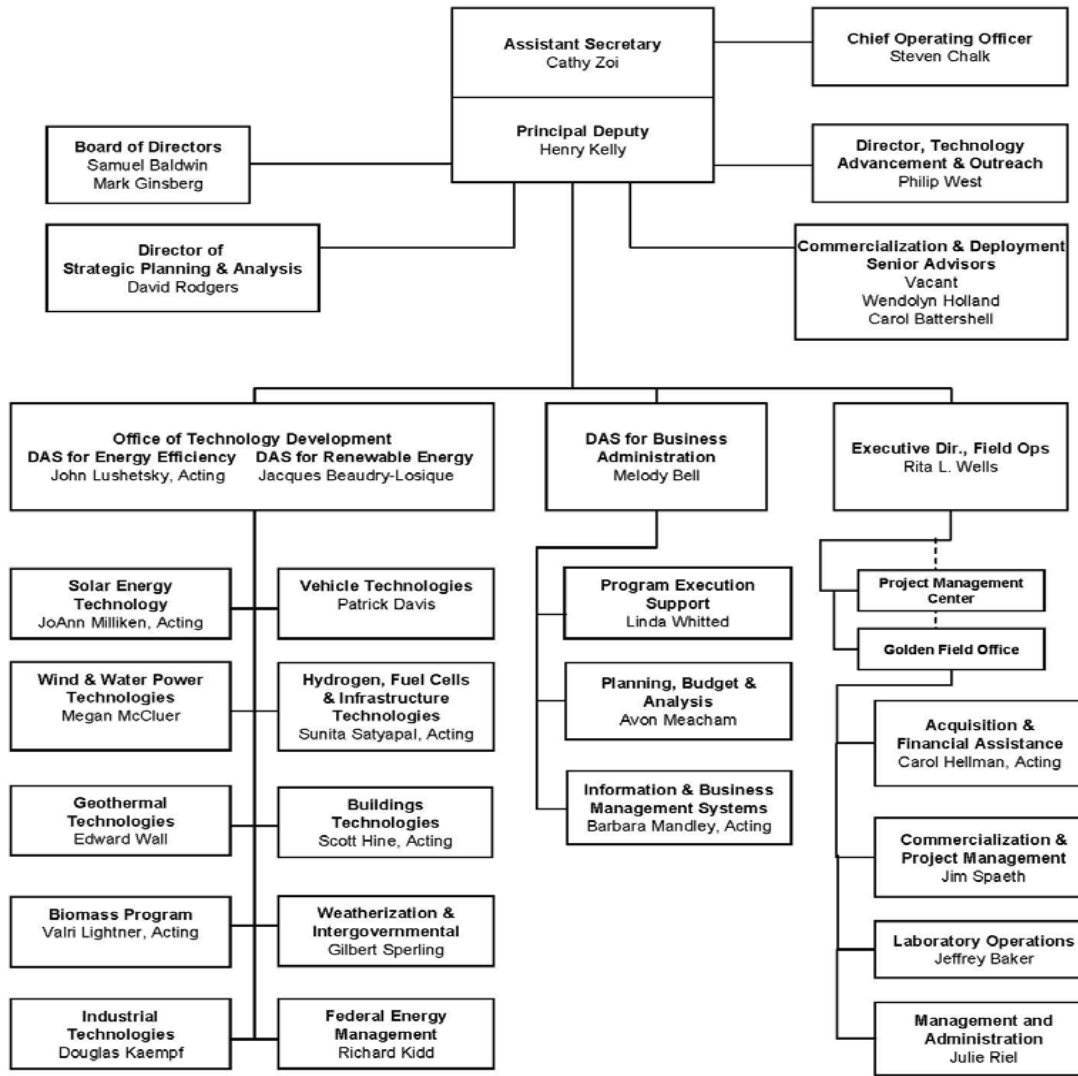 Assistant Secretary
Cathy Zoi
Chief Operating Officer
Steven Chalk
Principal Deputy
Henry Kelly
Board of Directors
Samuel Baldwin
Mark Ginsberg
Director, Technology
Advancement & Outreach
Philip West
Director of
Strategic Planning & Analysis
David Rodgers
Commercialization & Deployment
Senior Advisors
Vacant
Wendolyn Holland
Carol Battershell
Office of Technology Development
DAS for Energy Efficiency DAS for Renewable Energy
John Lushetsky, Acting Jacques Beaudry-Losique
DAS for Business
Administration
Melody Bell
Executive Dir., Field Ops
Rita L. Wells
Solar Energy
Technology
JoAnn Milliken, Acting
Vehicle Technologies
Patrick Davis
Wind & Water Power
Technologies
Megan McCluer
Hydrogen, Fuel Cells
& Infrastructure
Technologies
Sunita Satyapal, Acting
Geothermal
Technologies
Edward Wall
Buildings
Technologies
Scott Hine, Acting
Biomass Program
Valri Lightner, Acting
Weatherization &
Intergovernmental
Gilbert Sperling
Industrial
Technologies
Douglas Kaempf
Federal Energy
Management
Richard Kidd
Program Execution
Support
Linda Whitted
Planning, Budget &
Analysis
Avon Meacham
Information & Business
Management Systems
Barbara Mandley, Acting
Project Management
Center
Golden Field Office
Acquisition &
Financial Assistance
Carol Hellman, Acting
Commercialization &
Project Management
Jim Spaeth
Laboratory Operations
Jeffrey Baker
Management and
Administration
Julie Riel